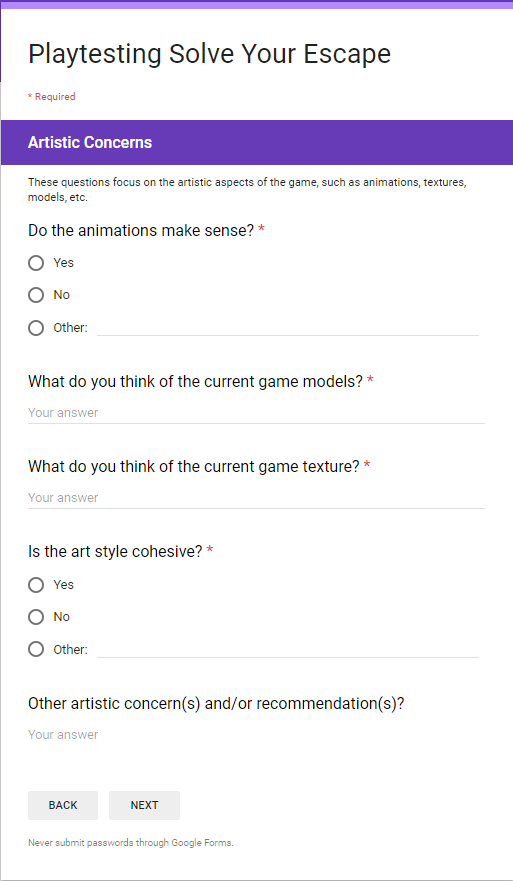 Playtesting Solve Your Escape
* Required
Artistic Concerns
These questions focus on the artistic aspects of the game, such as animations, textures,
models, etc.
Do the animations make sense? *
Yes
No
Other:
What do you think of the current game models? *
Your answer
What do you think of the current game texture? *
Your answer
Is the art style cohesive? *
Yes
No
Other:
Other artistic concern(s) and/or recommendation(s)?
Your answer
BACK NEXT
Never submit passwords through Google Forms.